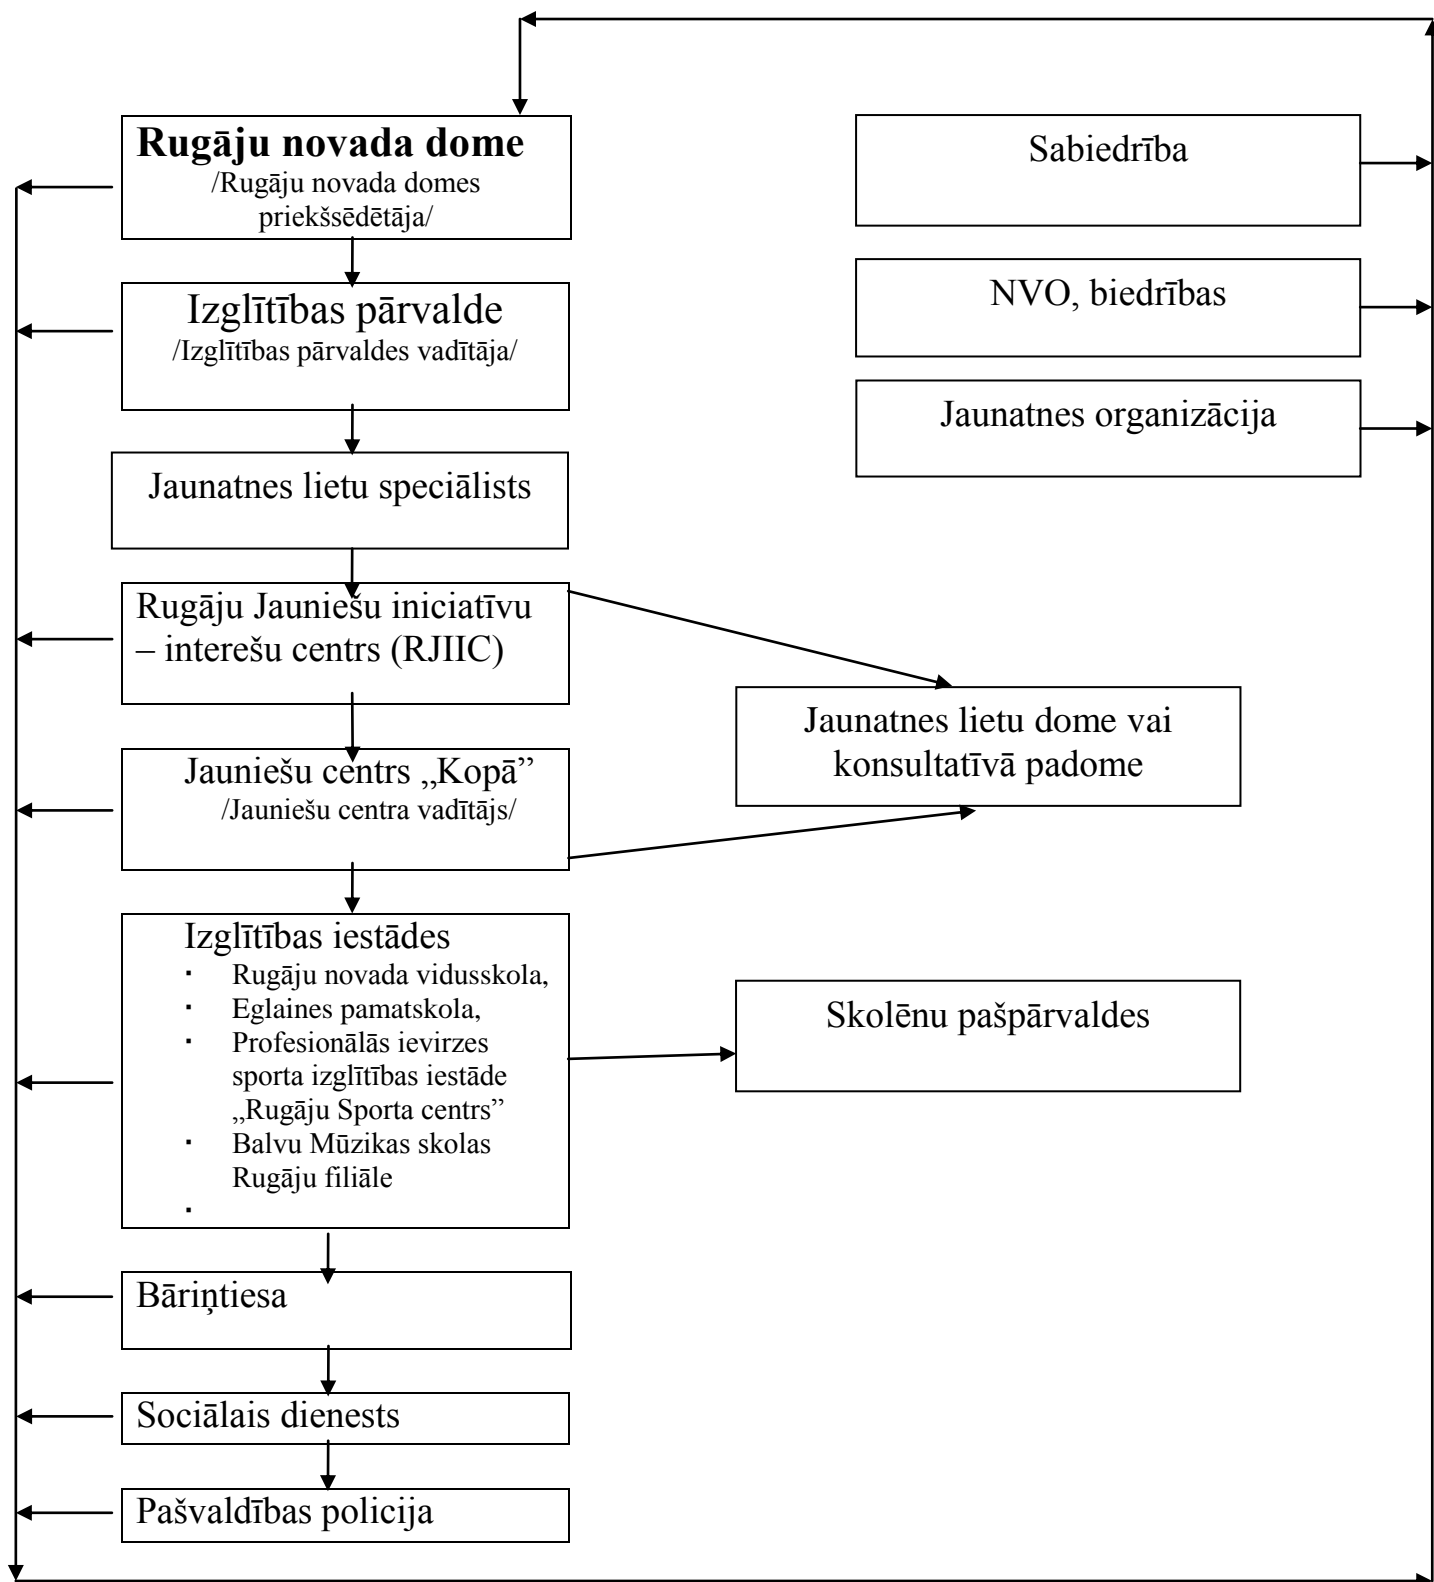 Rugāju novada dome
/Rugāju novada domes
priekšsēdētāja/
Sabiedrība
Izglītības pārvalde
/Izglītības pārvaldes vadītāja/
NVO, biedrības
Jaunatnes organizācija
Jaunatnes lietu speciālists
Rugāju Jauniešu iniciatīvu
– interešu centrs (RJIIC)
Jaunatnes lietu dome vai
konsultatīvā padome
Jauniešu centrs „Kopā”
/Jauniešu centra vadītājs/
Izglītības iestādes
▪ Rugāju novada vidusskola,
▪ Eglaines pamatskola,
▪ Profesionālās ievirzes
sporta izglītības iestāde
„Rugāju Sporta centrs”
▪ Balvu Mūzikas skolas
Rugāju filiāle
▪
Skolēnu pašpārvaldes
Bāriņtiesa
Sociālais dienests
Pašvaldības policija